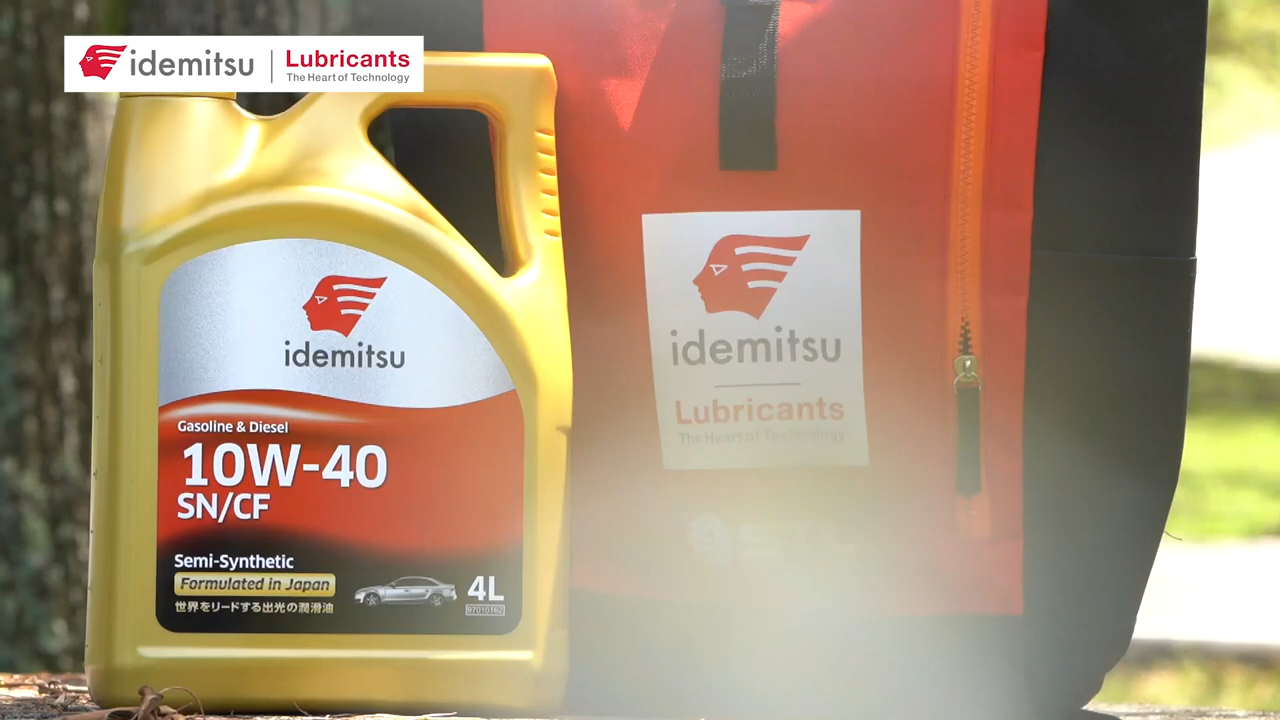 idemitsu
Lubricants
The Heart of Technology
idemitsu
Gasoline & Diesel
10W-40
SN/CF
Semi-Synthetic
Formulated in Japan
世界をリードする出光の潤滑油
4L
97010162
idemitsu
Lubricants
The Heart of Technology